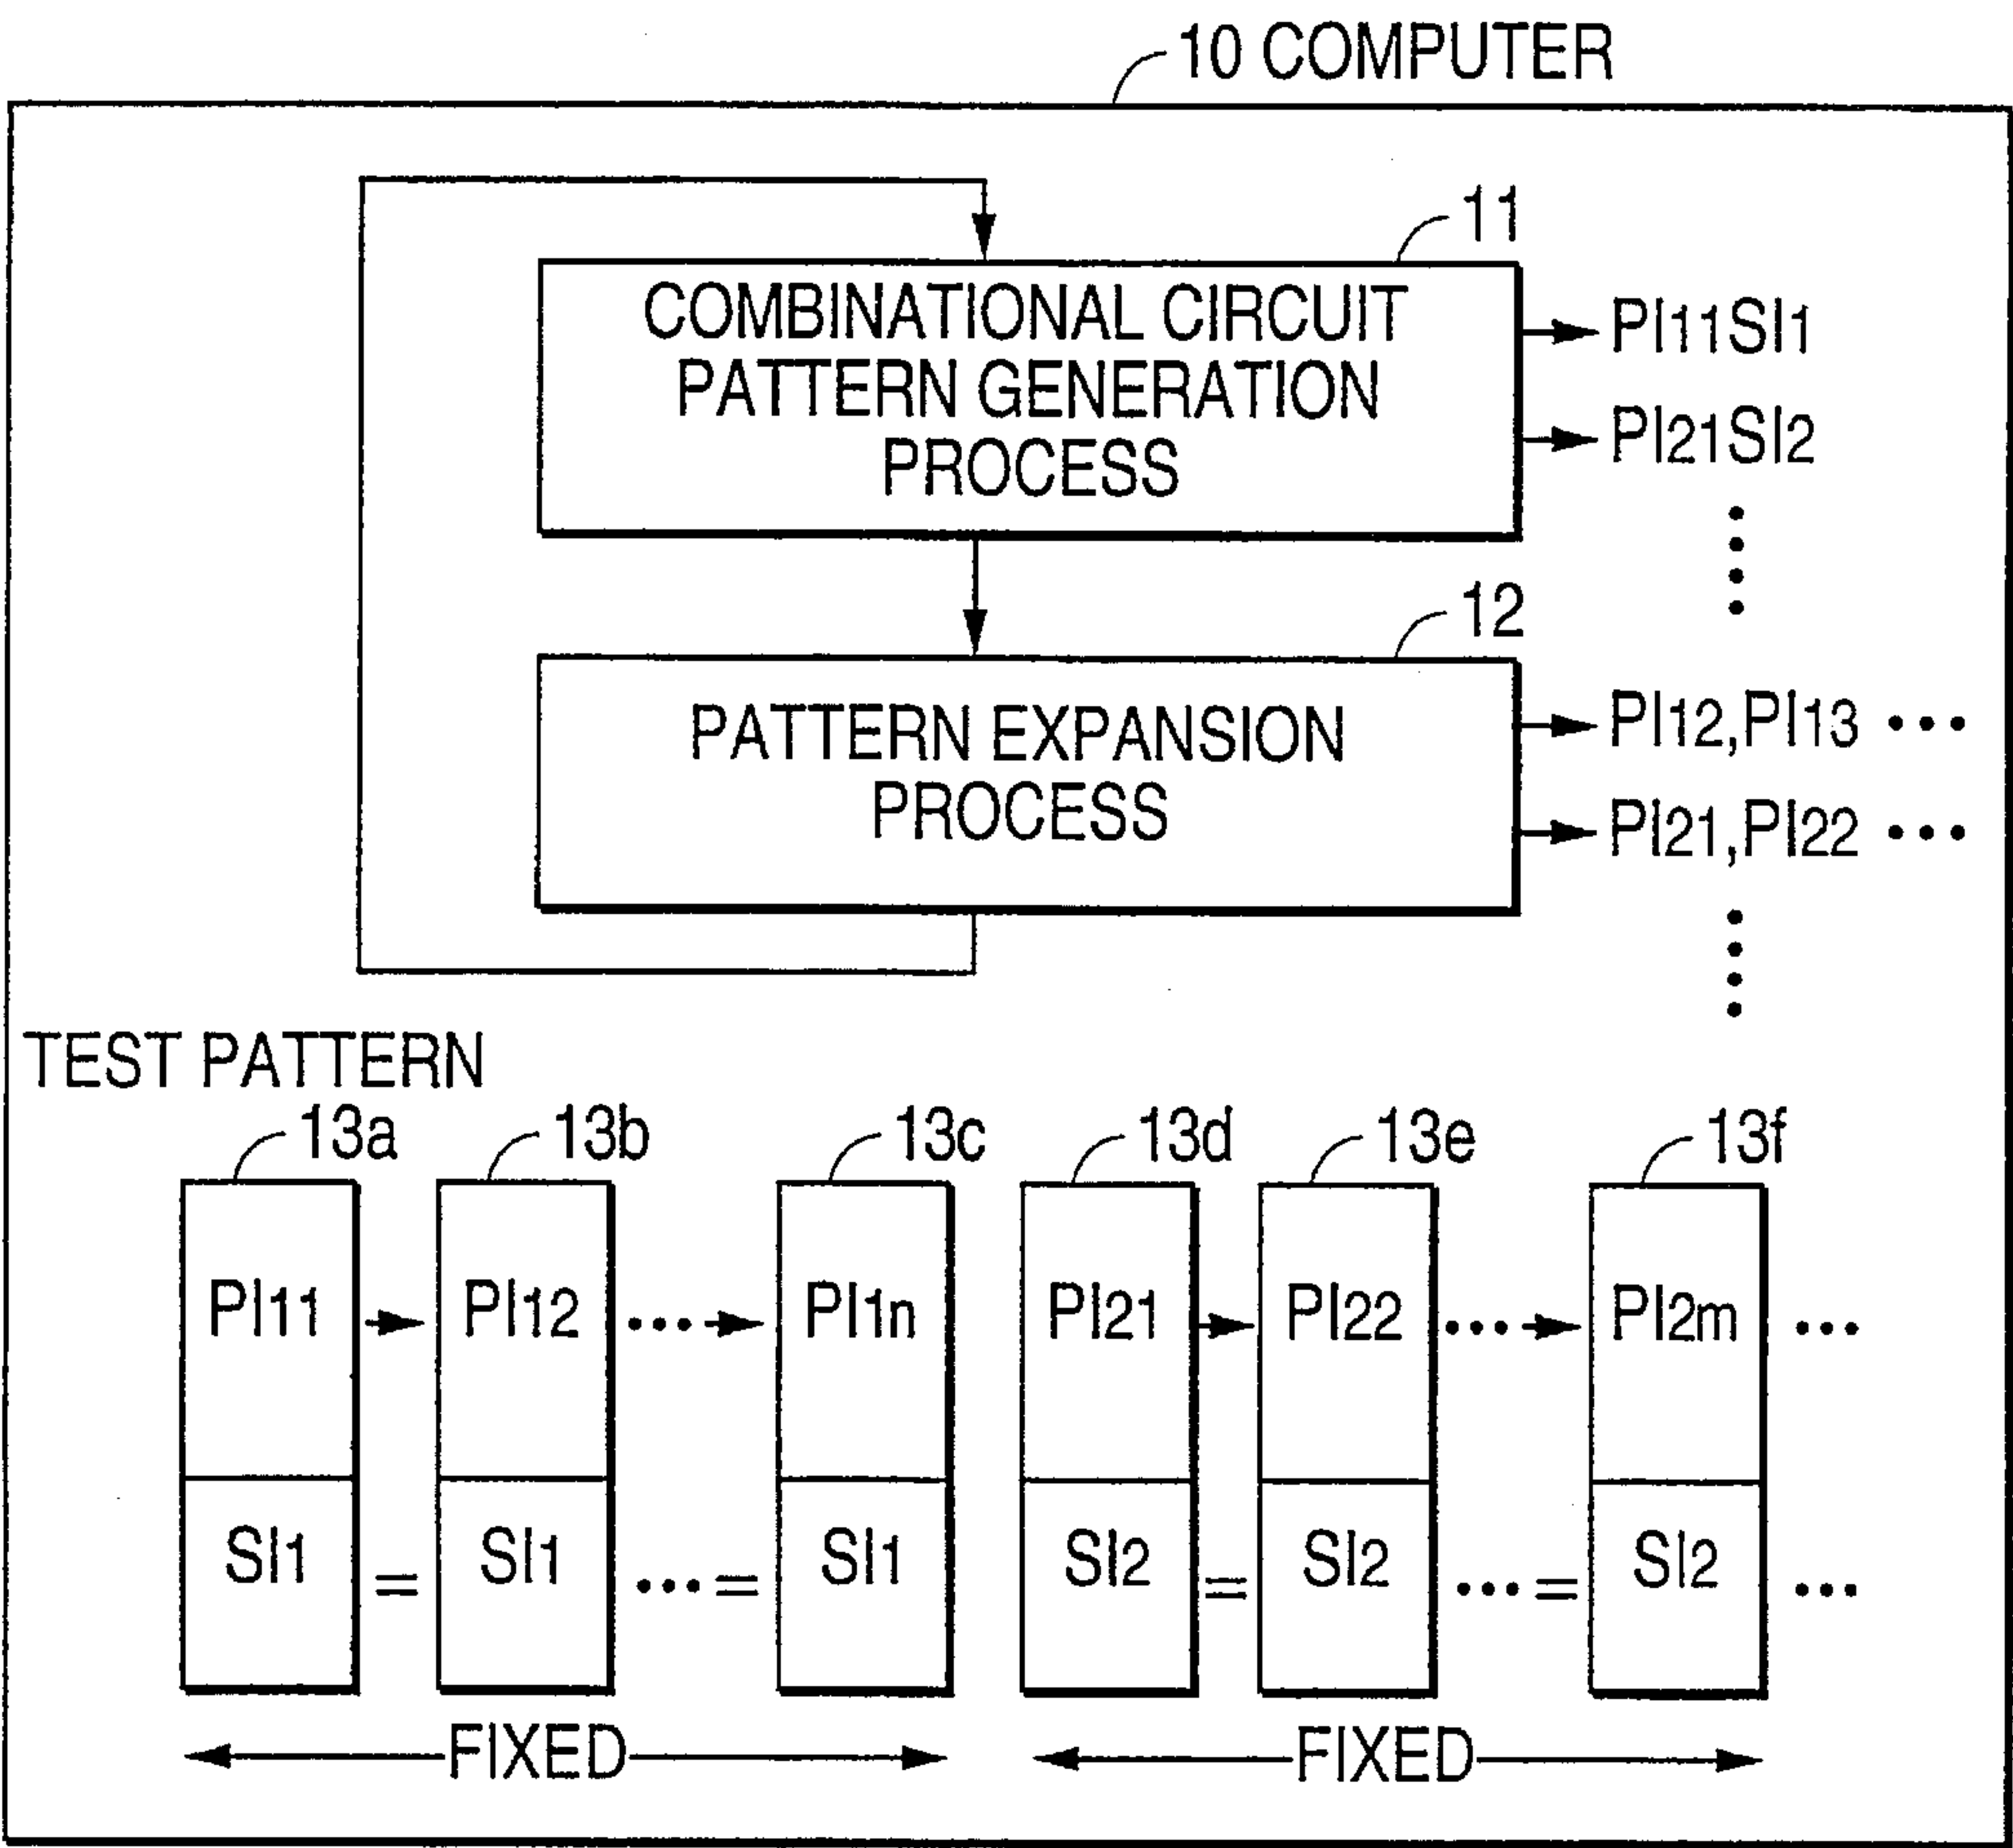 10 COMPUTER
11
COMBINATIONAL CIRCUIT
PATTERN GENERATION
PROCESS
PI11SI1
PI21SI2
12
PATTERN EXPANSION
PROCESS
PI12,PI13 •••
PI21,PI22 •••
TEST PATTERN
13a 13b 13c 13d 13e 13f
PI11 PI12 ••• PI1n PI21 PI22 ••• PI2m •••
SI1 = SI1 ••• = SI1 SI2 = SI2 ••• = SI2 •••
FIXED FIXED